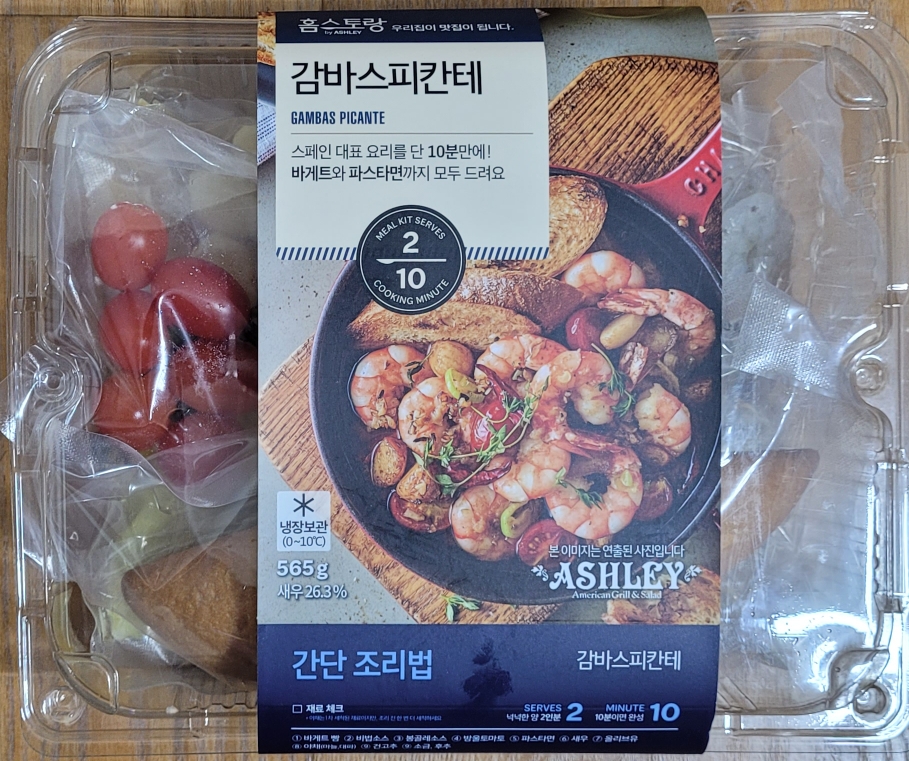 홈스토랑 우리집이 맛집이 됩니다.
by ASHLEY
감바스피칸테
GAMBAS PICANTE
스페인 대표 요리를 단 10분만에!
바게트와 파스타면까지 모두 드려요
MEAL KIT SERVES
2
10
COOKING MINUTE
CHI
냉장보관
(0~10℃)
565g
새우 26.3%
본 이미지는 연출된 사진입니다
ASHLEY
American Grill & Salad
간단 조리법
감바스피칸테
재료 체크
SERVES 2
넉넉한 양 2인분
MINUTE 10
10분이면 완성
① 바게트 빵 ② 비법소스 ③ 봉골레소스 ④ 방울토마토 ⑤ 파스타면 ⑥ 새우 ⑦ 올리브유
⑧ 야채(마늘,대파) ⑨ 건고추 ⑨ 소금, 후추